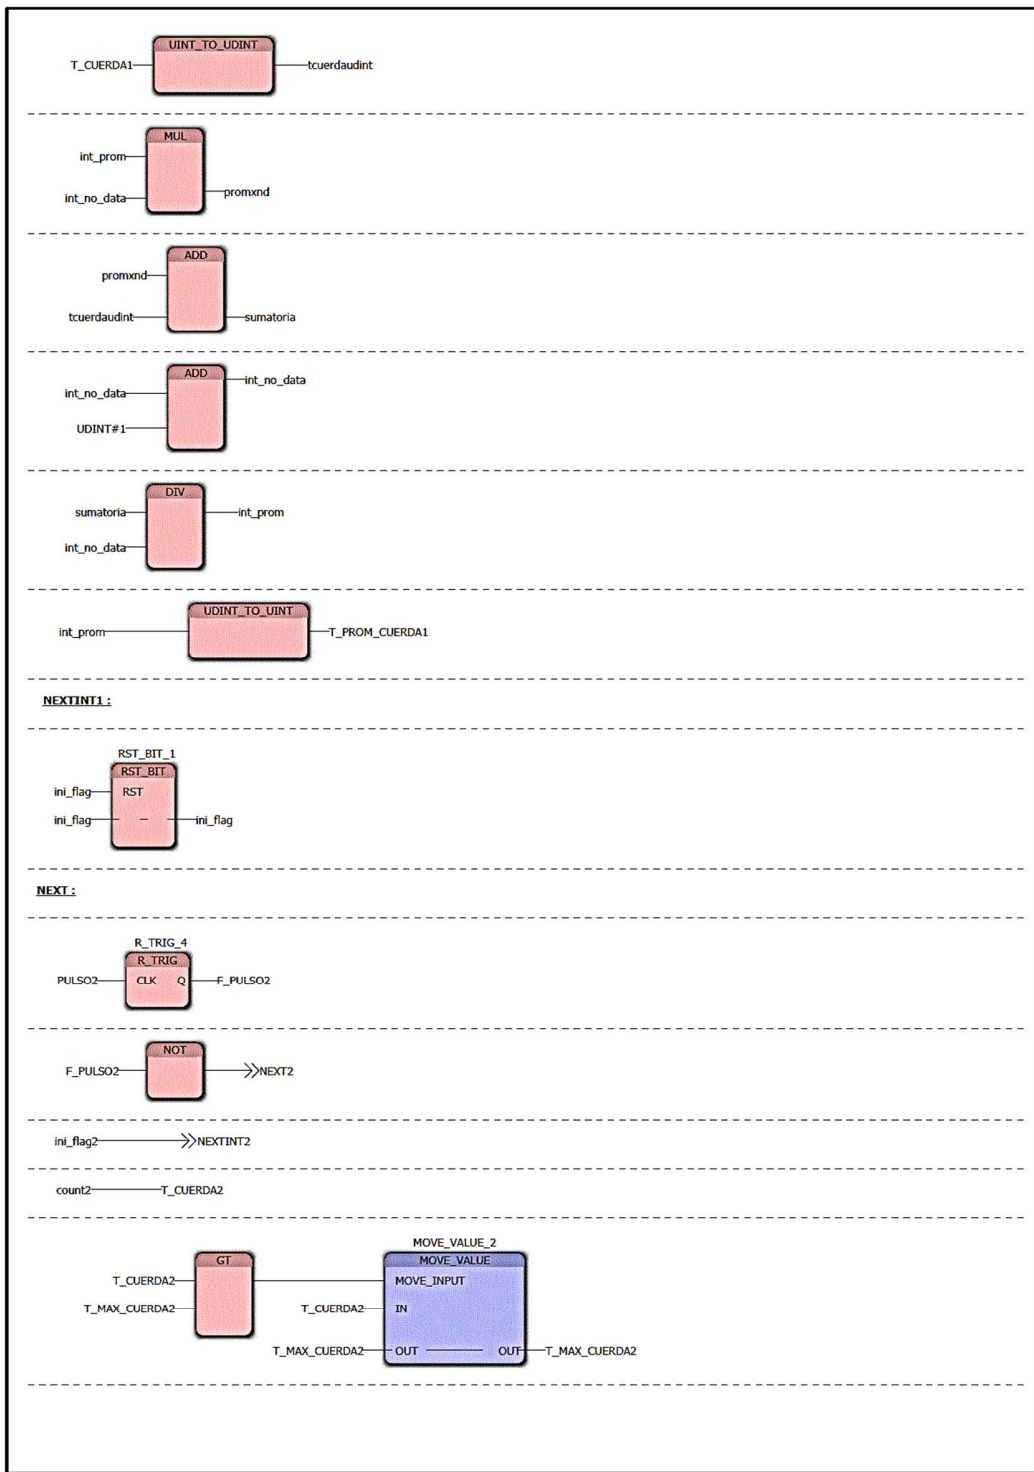 UINT_TO_UDINT
T_CUERDA1 tcuerdaudint
MUL
int_prom
int_no_data promxnd
ADD
promxnd
tcuerdaudint sumatoria
ADD
int_no_data int_no_data
UDINT#1
DIV
sumatoria int_prom
int_no_data
UDINT_TO_UINT
int_prom T_PROM_CUERDA1
NEXTINT1 :
RST_BIT_1
RST_BIT
ini_flag RST
ini_flag ini_flag
NEXT :
R_TRIG_4
R_TRIG
PULSO2 CLK Q F_PULSO2
NOT
F_PULSO2 NEXT2
ini_flag2 NEXTINT2
count2 T_CUERDA2
MOVE_VALUE_2
GT MOVE_VALUE
T_CUERDA2 MOVE_INPUT
T_MAX_CUERDA2 T_CUERDA2 IN
T_MAX_CUERDA2 OUT OUT T_MAX_CUERDA2